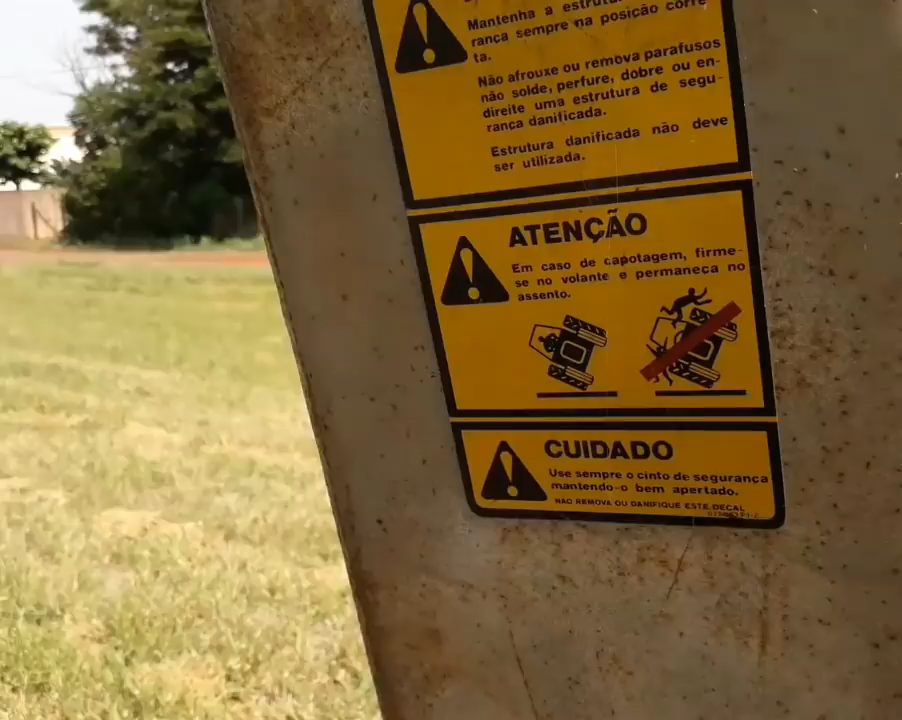 Mantenha a estrutu
rança sempre na posição corre
ta.
Não afrouxe ou remova parafusos
não solde, perfure, dobre ou en-
direite uma estrutura de segu-
rança danificada.
Estrutura danificada não deve
ser utilizada.
ATENÇÃO
Em caso de capotagem, firme-
se no volante e permaneça no
assento.
CUIDADO
Use sempre o cinto de segurança
mantendo-o bem apertado.
NÃO REMOVA OU DANIFIQUE ESTE DECAL